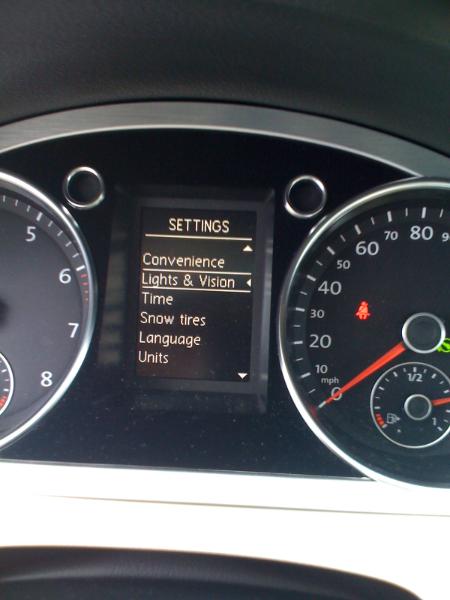 SETTINGS
Convenience
Lights & Vision
Time
Snow tires
Language
Units
5
6
7
8
0
10
20
30
40
50
60
70
80
mph
1/2
1